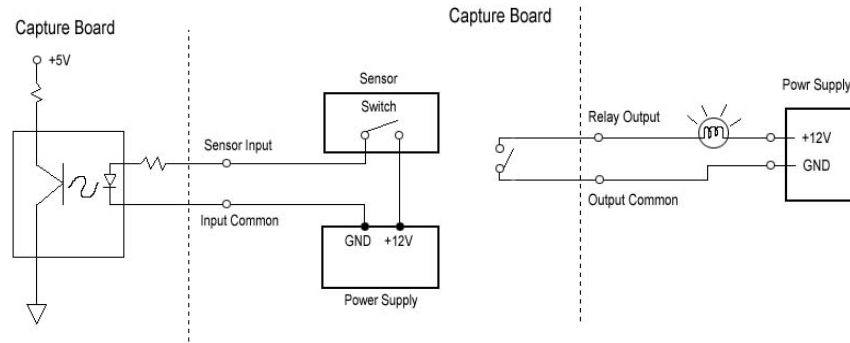 Capture Board
+5V
Sensor
Switch
Sensor Input
Input Common
GND +12V
Power Supply
Capture Board
Powr Supply
Relay Output
+12V
GND
Output Common